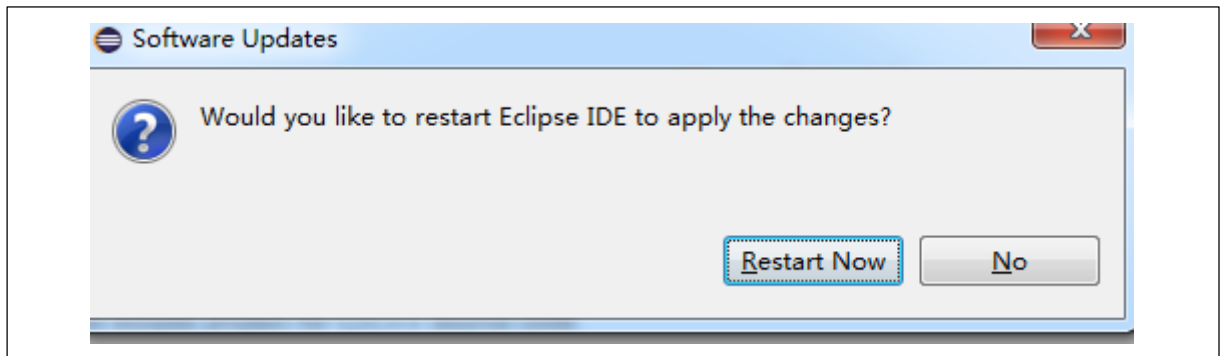 Software Updates
Would you like to restart Eclipse IDE to apply the changes?
Restart Now
No